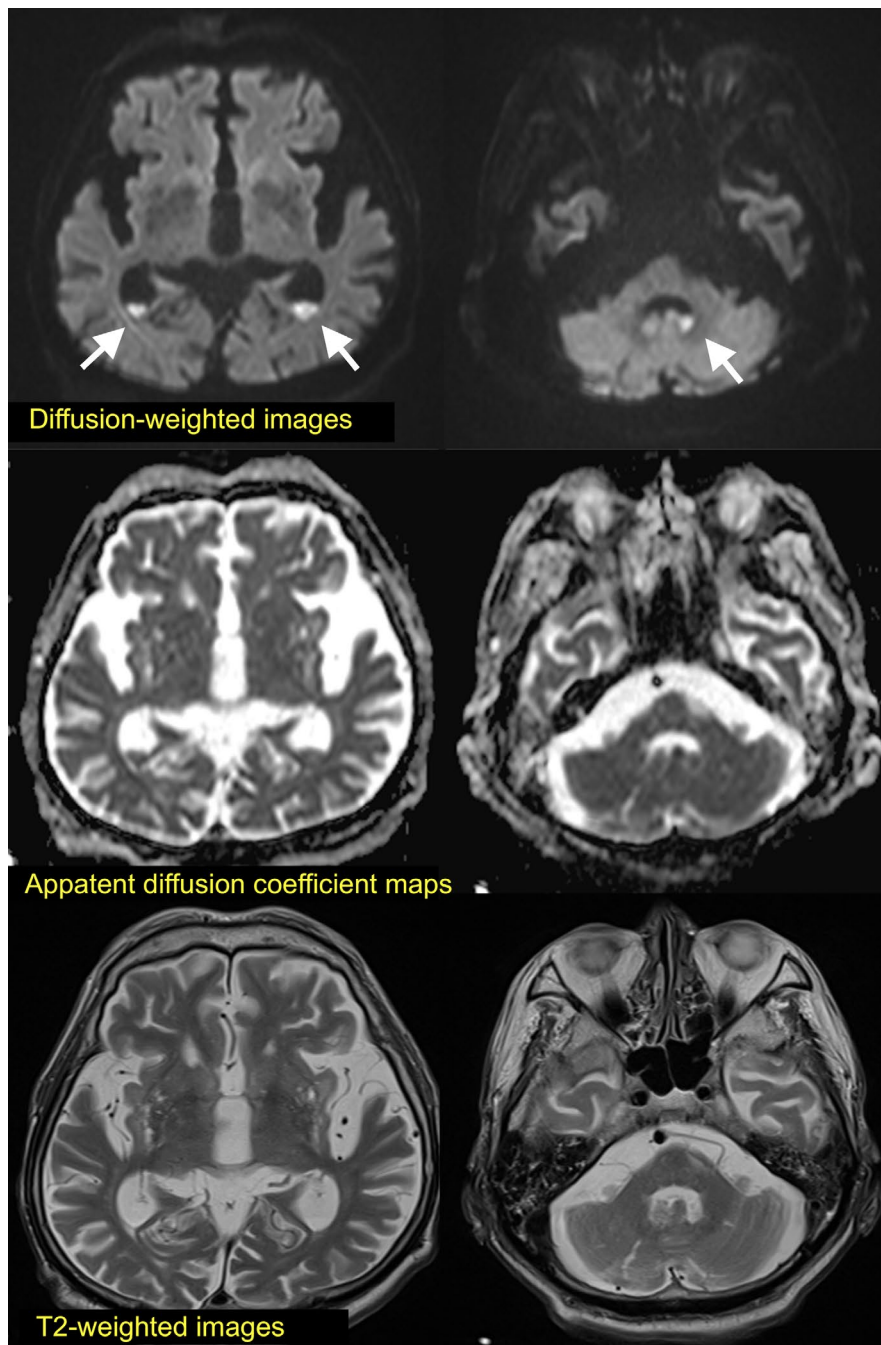 Diffusion-weighted images
Appatent diffusion coefficient maps
T2-weighted images